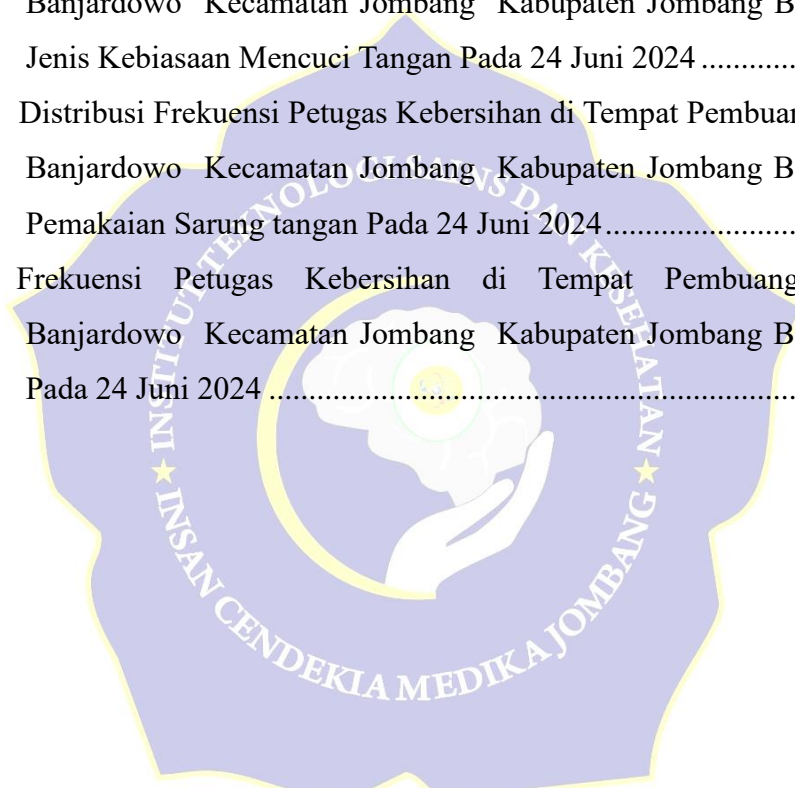 Banjardowo Kecamatan Jombang Kabupaten Jombang B
Jenis Kebiasaan Mencuci Tangan Pada 24 Juni 2024 .............
Distribusi Frekuensi Petugas Kebersihan di Tempat Pembuan
Banjardowo Kecamatan Jombang Kabupaten Jombang B
Pemakaian Sarung tangan Pada 24 Juni 2024.......................
Frekuensi Petugas Kebersihan di Tempat Pembuang
Banjardowo Kecamatan Jombang Kabupaten Jombang B
Pada 24 Juni 2024 ................................................................
INSTITUT TEKNOLOGI SAINS DAN KESEHATAN
INSAN CENDEKIA MEDIKA JOMBANG